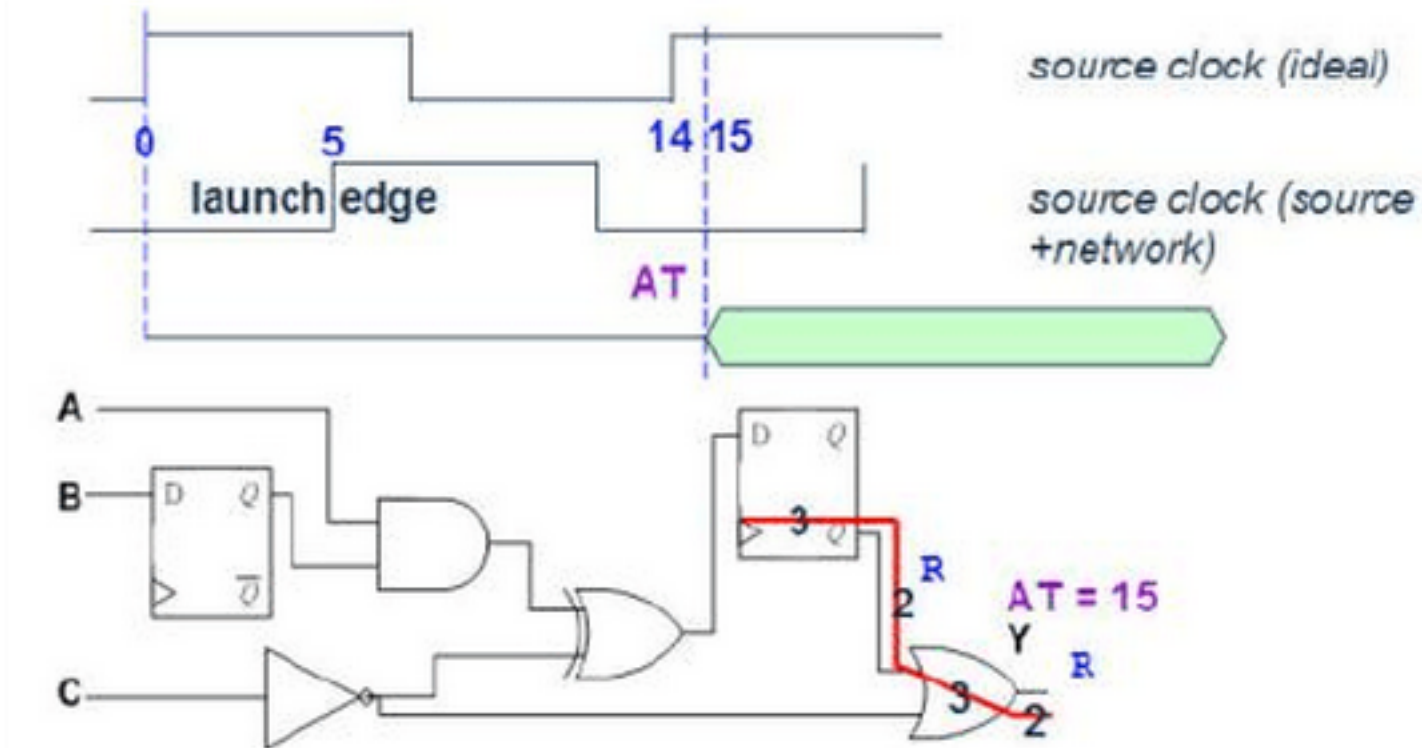 source clock (ideal)
0 5 14 15
launch edge
source clock (source
+network)
AT
A
B
D Q
Q
C
D Q
3 Q
R
2
AT = 15
Y
R
3
2